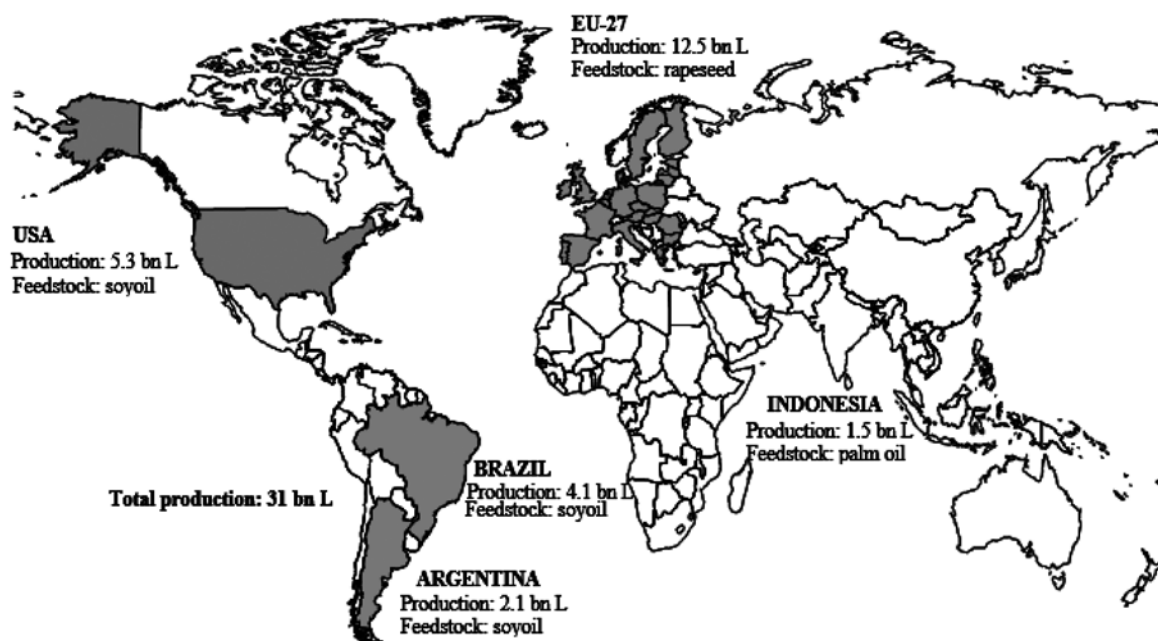 EU-27
Production: 12.5 bn L
Feedstock: rapeseed
USA
Production: 5.3 bn L
Feedstock: soyoil
INDONESIA
Production: 1.5 bn L
Feedstock: palm oil
BRAZIL
Production: 4.1 bn L
Feedstock: soyoil
Total production: 31 bn L
ARGENTINA
Production: 2.1 bn L
Feedstock: soyoil